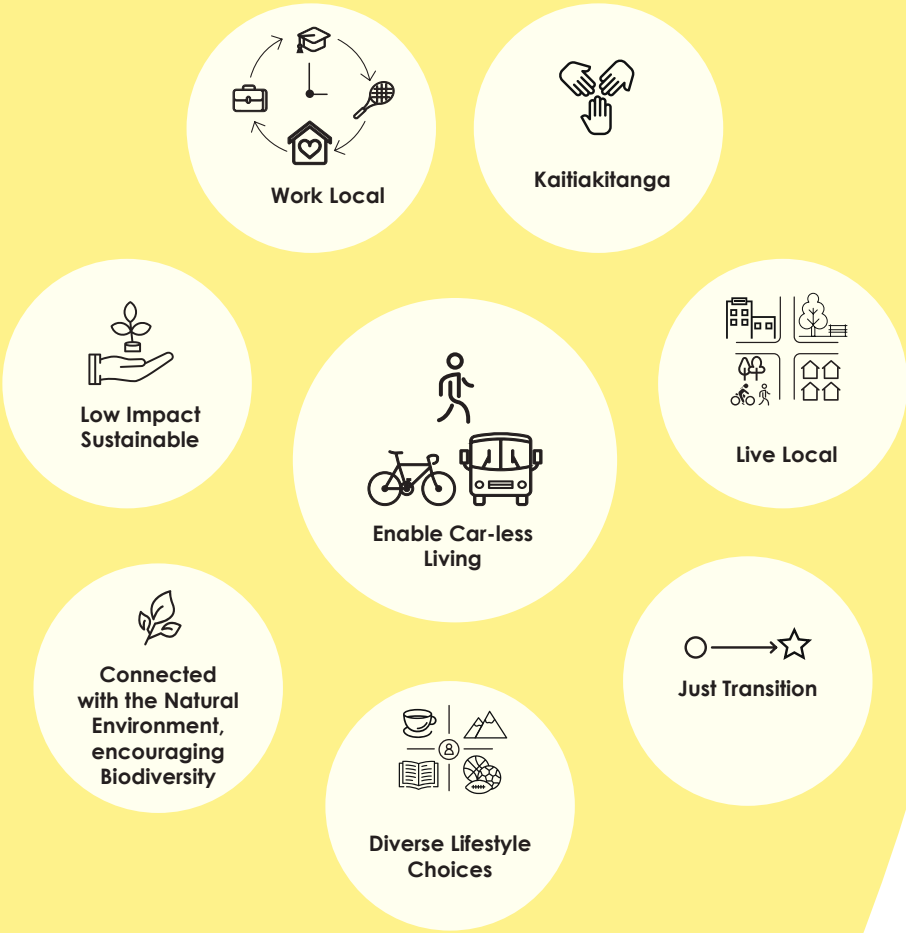 Work Local
Kaitiakitanga
Low Impact
Sustainable
Live Local
Enable Car-less
Living
Connected
with the Natural
Environment,
encouraging
Biodiversity
Just Transition
Diverse Lifestyle
Choices